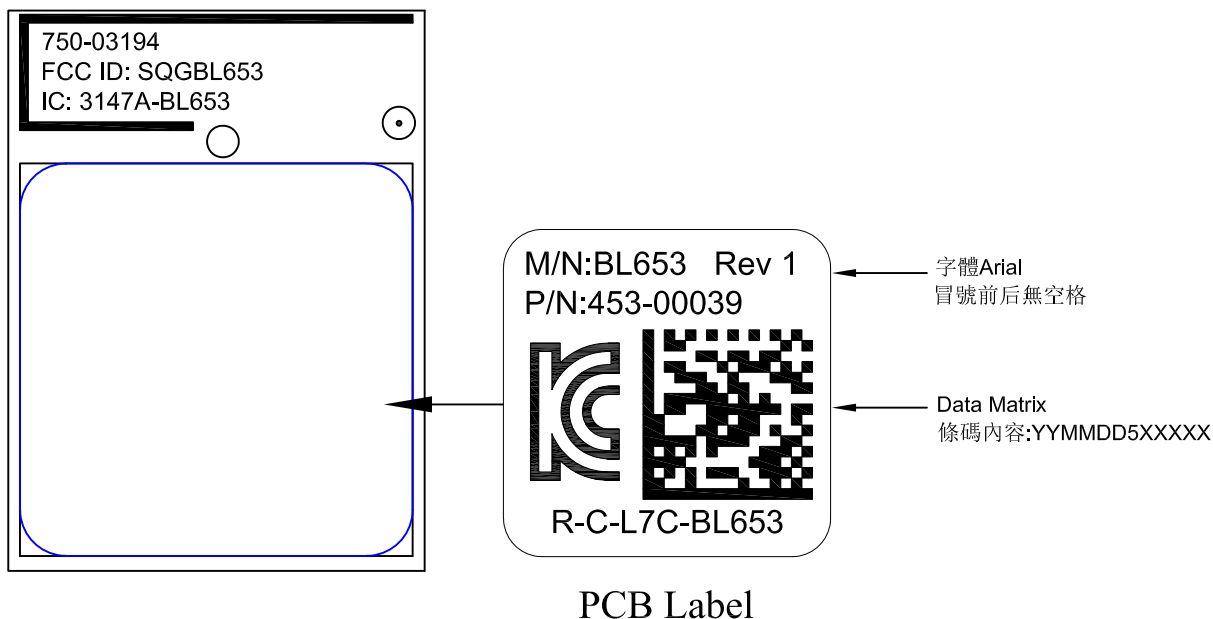 750-03194
FCC ID: SQGBL653
IC: 3147A-BL653
M/N:BL653 Rev 1
P/N:453-00039
R-C-L7C-BL653
字體Arial
冒號前后無空格
Data Matrix
條碼內容:YYMMDD5XXXXX
PCB Label